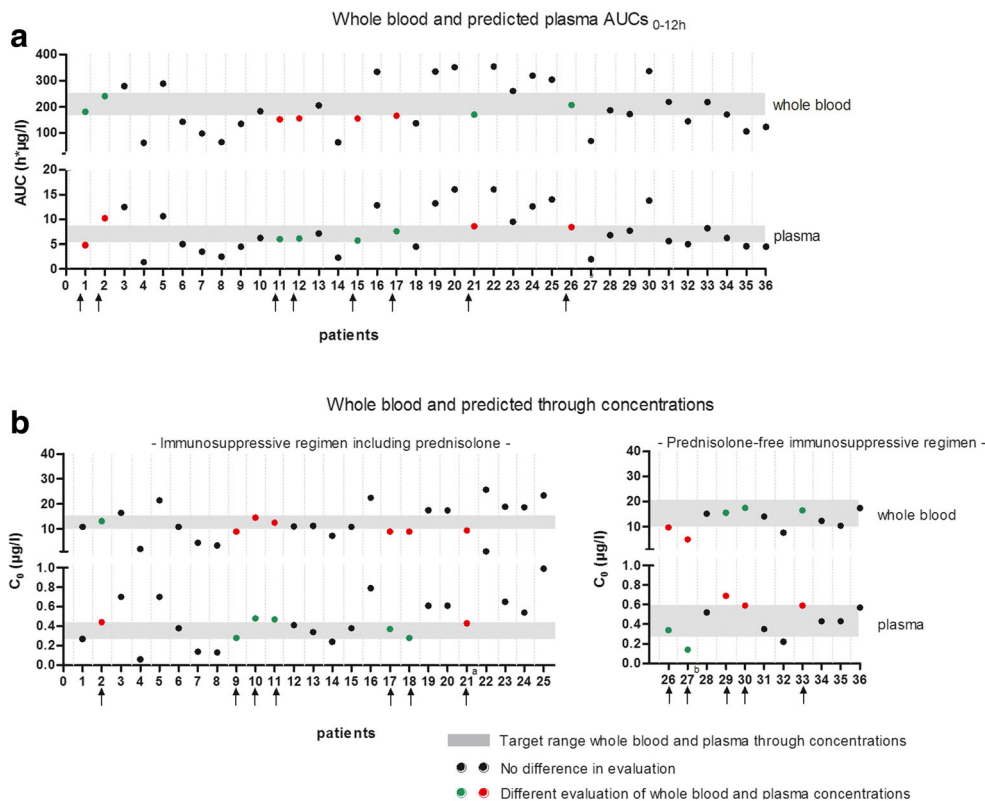 Whole blood and predicted plasma AUCs 0-12h
a
400
300
200
100
whole blood
AUC (h*µg/l)
20
15
10
5
0
plasma
0 1 2 3 4 5 6 7 8 9 10 11 12 13 14 15 16 17 18 19 20 21 22 23 24 25 26 27 28 29 30 31 32 33 34 35 36
patients
b
Whole blood and predicted through concentrations
- Immunosuppressive regimen including prednisolone -
- Prednisolone-free immunosuppressive regimen -
40
30
20
10
C0 (µg/l)
1.0
0.8
0.6
0.4
0.2
0.0
0 1 2 3 4 5 6 7 8 9 10 11 12 13 14 15 16 17 18 19 20 21 a 22 23 24 25
patients
40
30
20
10
whole blood
C0 (µg/l)
1.0
0.8
0.6
0.4
0.2
0.0
plasma
26 27 b 28 29 30 31 32 33 34 35 36
Target range whole blood and plasma through concentrations
No difference in evaluation
Different evaluation of whole blood and plasma concentrations